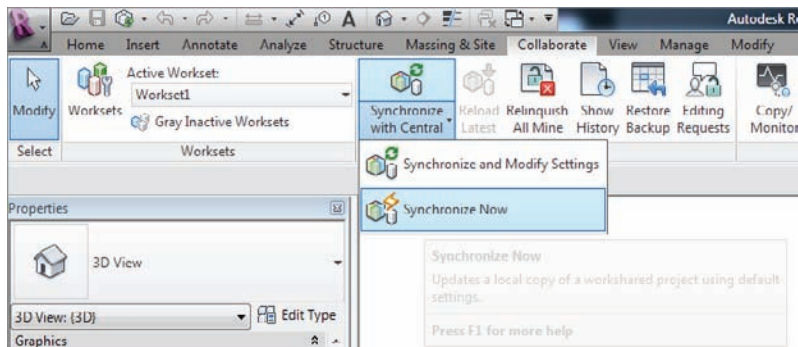 Autodesk Re
Home Insert Annotate Analyze Structure Massing & Site Collaborate View Manage Modify
Modify
Worksets
Active Workset:
Workset1
Gray Inactive Worksets
Synchronize
with Central
Reload
Latest
Relinquish
All Mine
Show
History
Restore
Backup
Editing
Requests
Copy/
Monitor
Select
Worksets
Synchronize and Modify Settings
Synchronize Now
Properties
3D View
Synchronize Now
Updates a local copy of a workshared project using default
settings.
Press F1 for more help
3D View: {3D}
Edit Type
Graphics